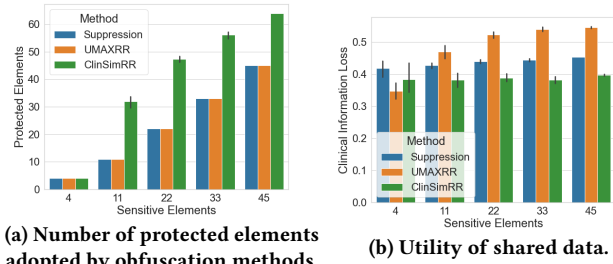 Method
Suppression
UMAXRR
ClinSimRR
Protected Elements
60
50
40
30
20
10
0
4 11 22 33 45
Sensitive Elements
(a) Number of protected elements
adopted by obfuscation methods.
Clinical Information Loss
0.5
0.4
0.3
0.2
0.1
0.0
Method
Suppression
UMAXRR
ClinSimRR
4 11 22 33 45
Sensitive Elements
(b) Utility of shared data.